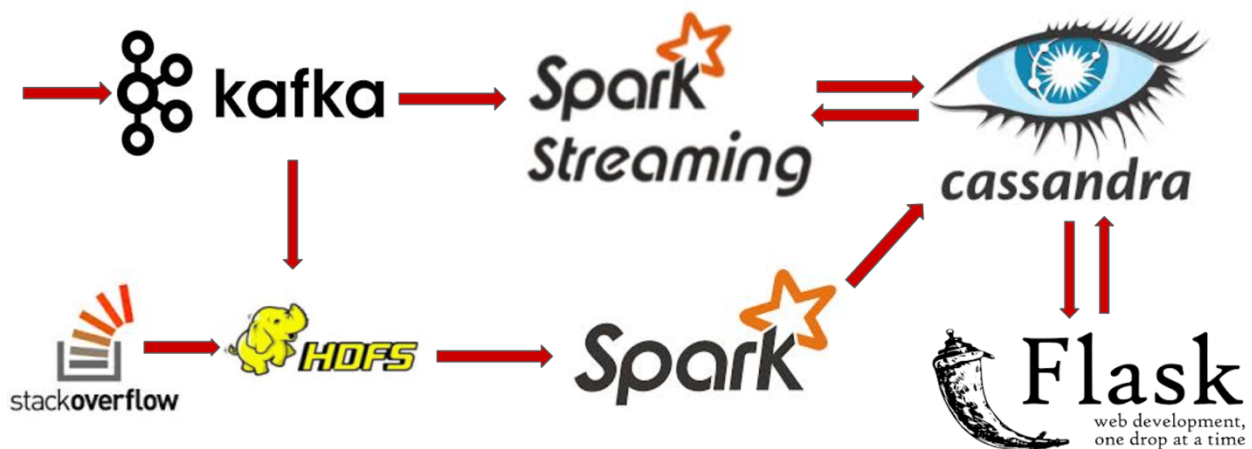 kafka
Spark
Streaming
cassandra
stackoverflow
HDFS
Spark
Flask
web development,
one drop at a time